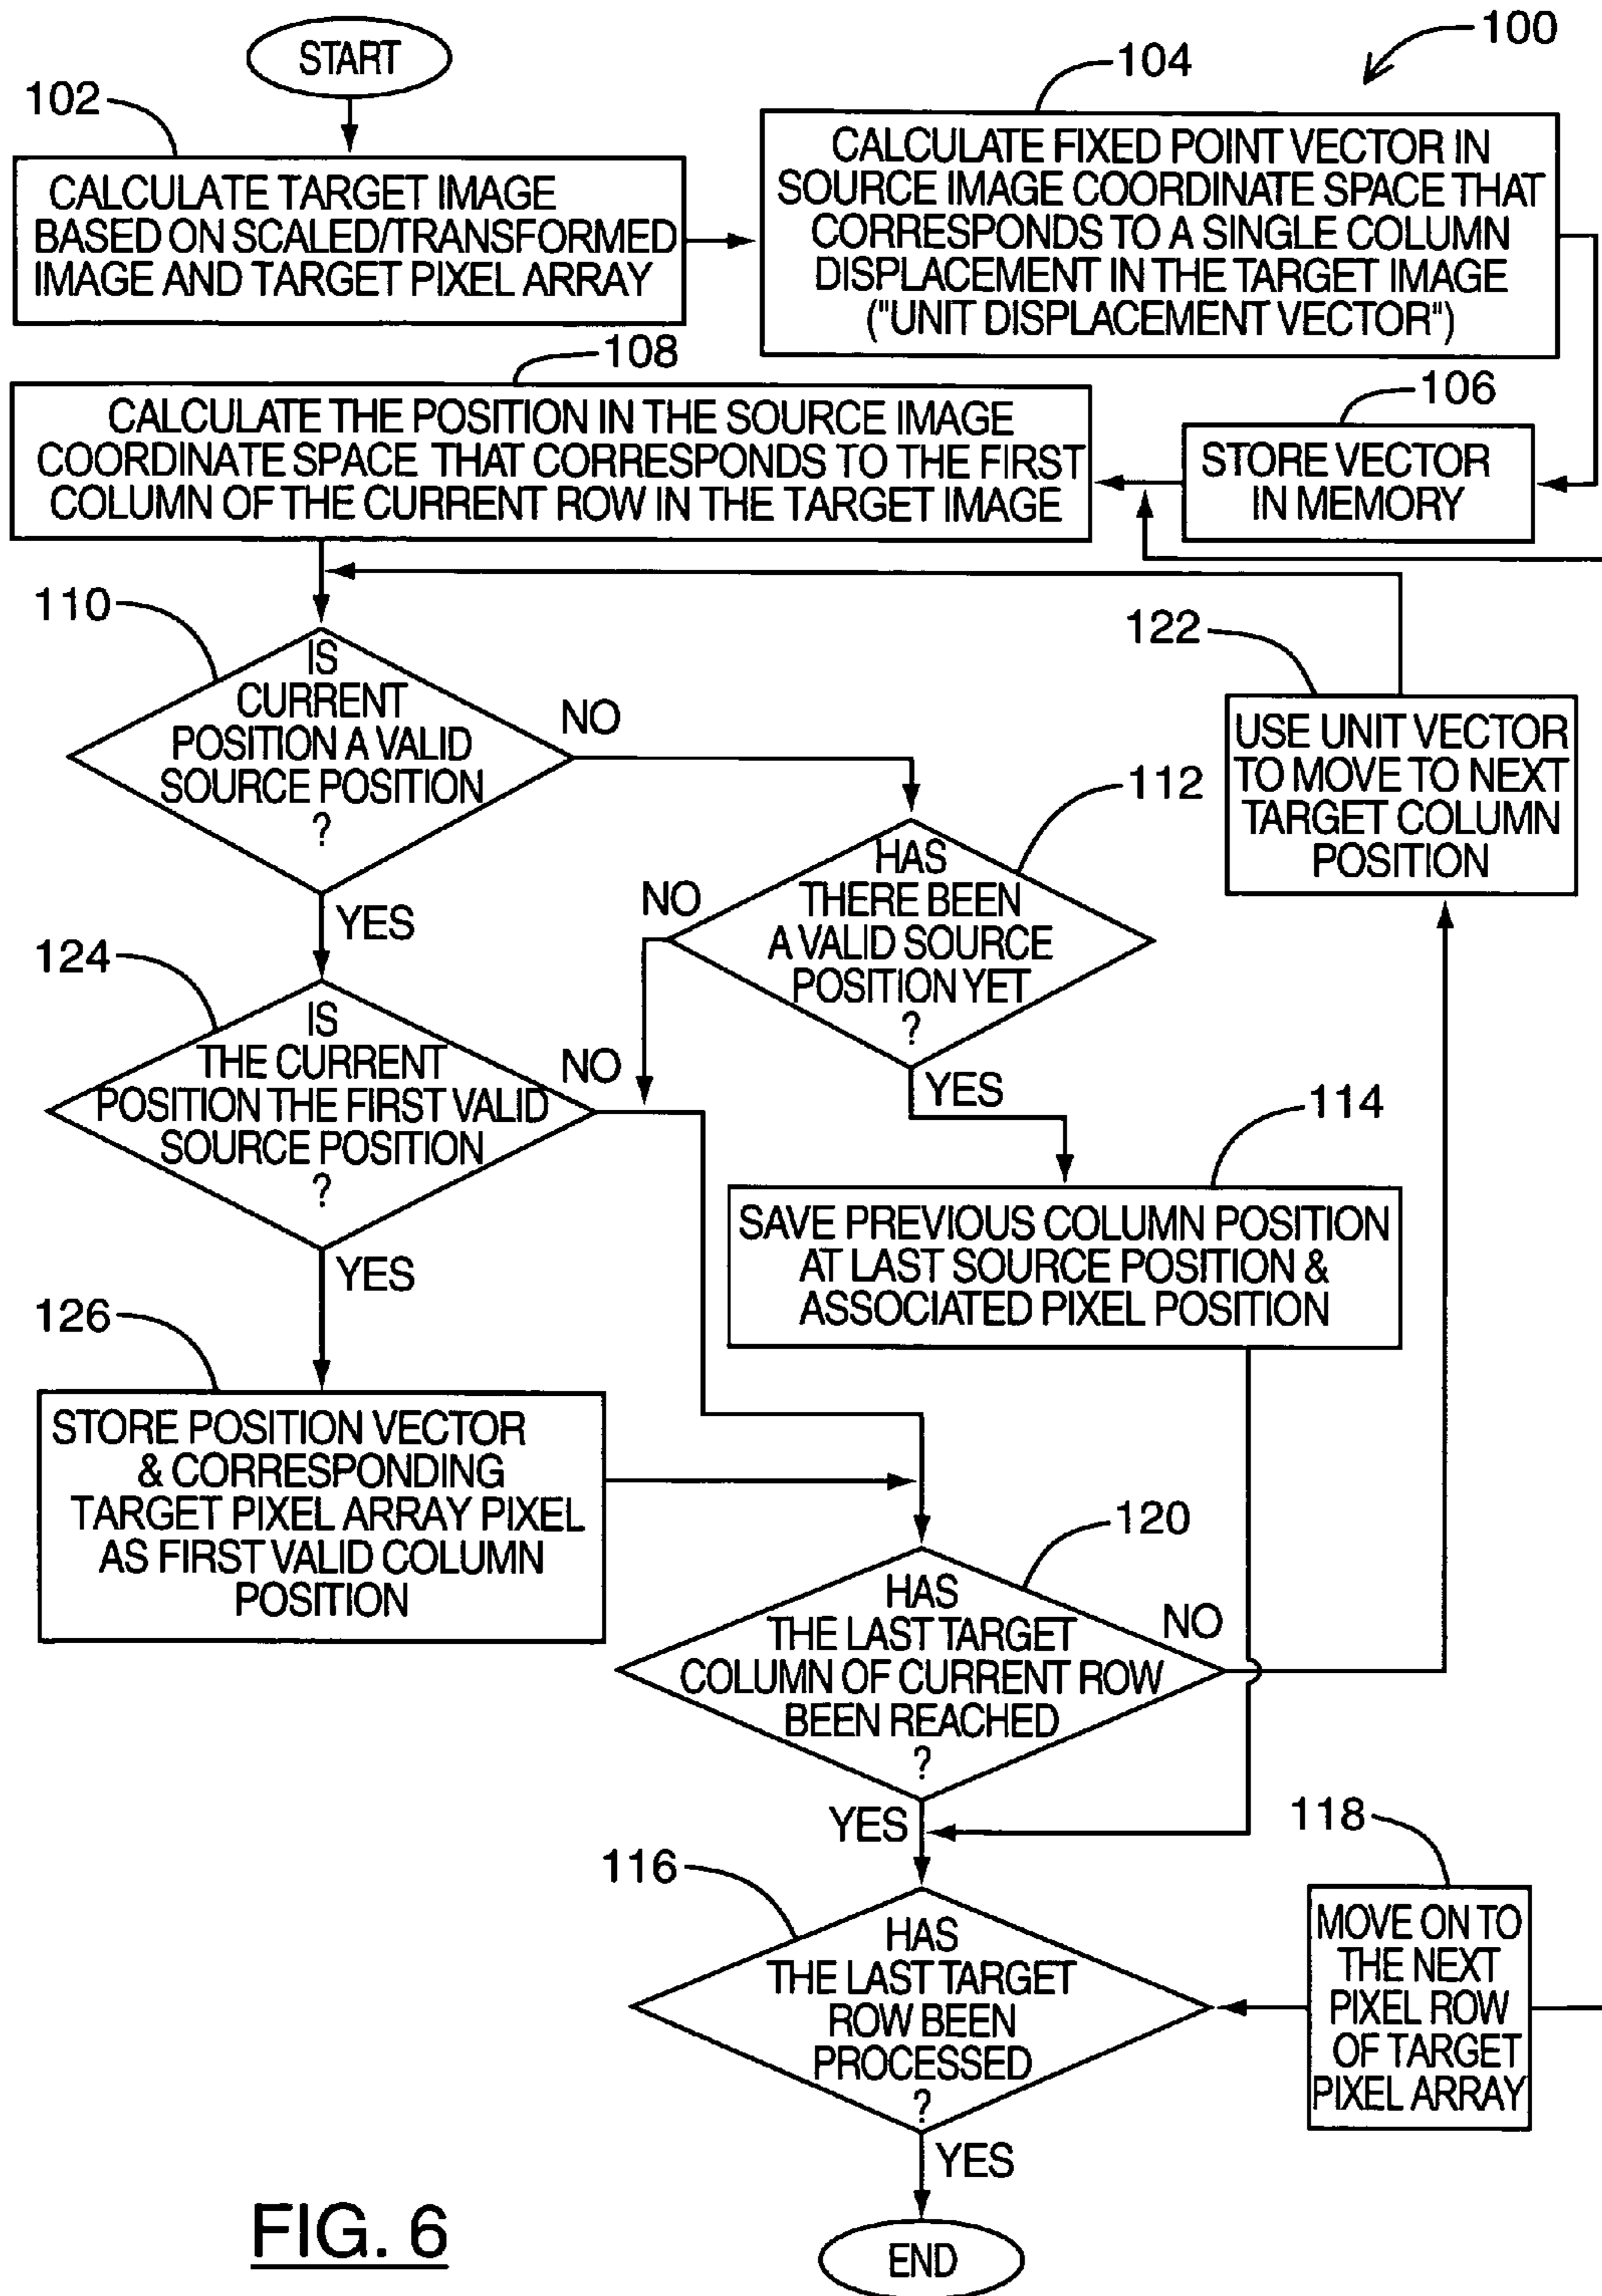 100
START
102
104
CALCULATE TARGET IMAGE
BASED ON SCALED/TRANSFORMED
IMAGE AND TARGET PIXEL ARRAY
CALCULATE FIXED POINT VECTOR IN
SOURCE IMAGE COORDINATE SPACE THAT
CORRESPONDS TO A SINGLE COLUMN
DISPLACEMENT IN THE TARGET IMAGE
("UNIT DISPLACEMENT VECTOR")
108
CALCULATE THE POSITION IN THE SOURCE IMAGE
COORDINATE SPACE THAT CORRESPONDS TO THE FIRST
COLUMN OF THE CURRENT ROW IN THE TARGET IMAGE
106
STORE VECTOR
IN MEMORY
110
IS
CURRENT
POSITION A VALID
SOURCE POSITION
?
NO
YES
122
USE UNIT VECTOR
TO MOVE TO NEXT
TARGET COLUMN
POSITION
112
HAS
THERE BEEN
A VALID SOURCE
POSITION YET
?
NO
YES
124
IS
THE CURRENT
POSITION THE FIRST VALID
SOURCE POSITION
?
NO
YES
114
SAVE PREVIOUS COLUMN POSITION
AT LAST SOURCE POSITION &
ASSOCIATED PIXEL POSITION
126
STORE POSITION VECTOR
& CORRESPONDING
TARGET PIXEL ARRAY PIXEL
AS FIRST VALID COLUMN
POSITION
120
HAS
THE LAST TARGET
COLUMN OF CURRENT ROW
BEEN REACHED
?
NO
YES
116
HAS
THE LAST TARGET
ROW BEEN
PROCESSED
?
YES
118
MOVE ON TO
THE NEXT
PIXEL ROW
OF TARGET
PIXEL ARRAY
END
FIG. 6